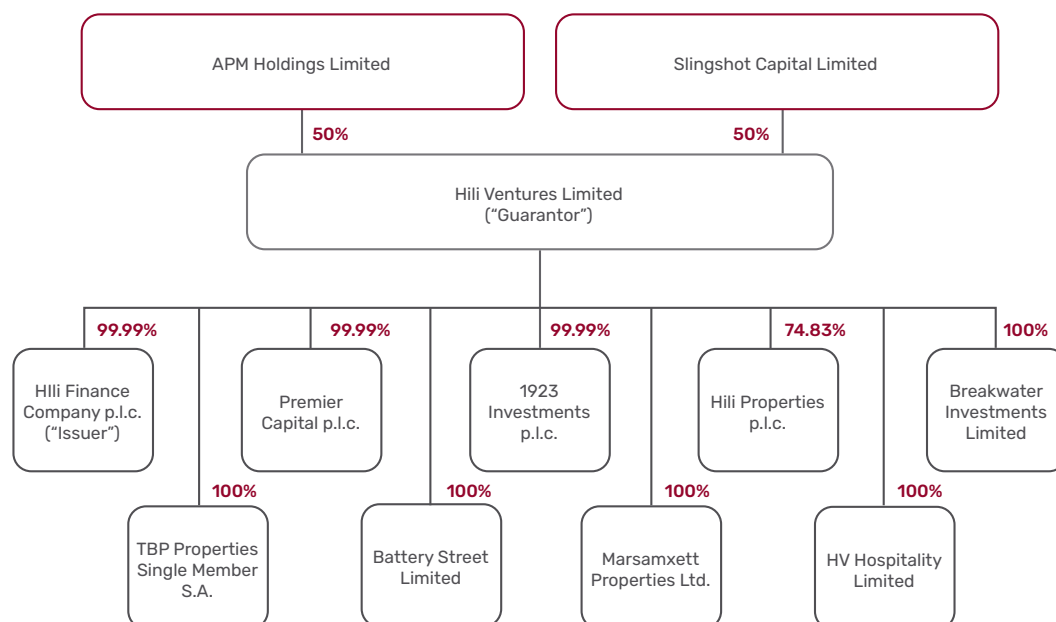 APM Holdings Limited
Slingshot Capital Limited
50%
50%
Hili Ventures Limited
(“Guarantor”)
99.99%
99.99%
99.99%
74.83%
100%
HIli Finance
Company p.l.c.
(“Issuer”)
Premier
Capital p.l.c.
1923
Investments
p.l.c.
Hili Properties
p.l.c.
Breakwater
Investments
Limited
100%
100%
100%
100%
TBP Properties
Single Member
S.A.
Battery Street
Limited
Marsamxett
Properties Ltd.
HV Hospitality
Limited